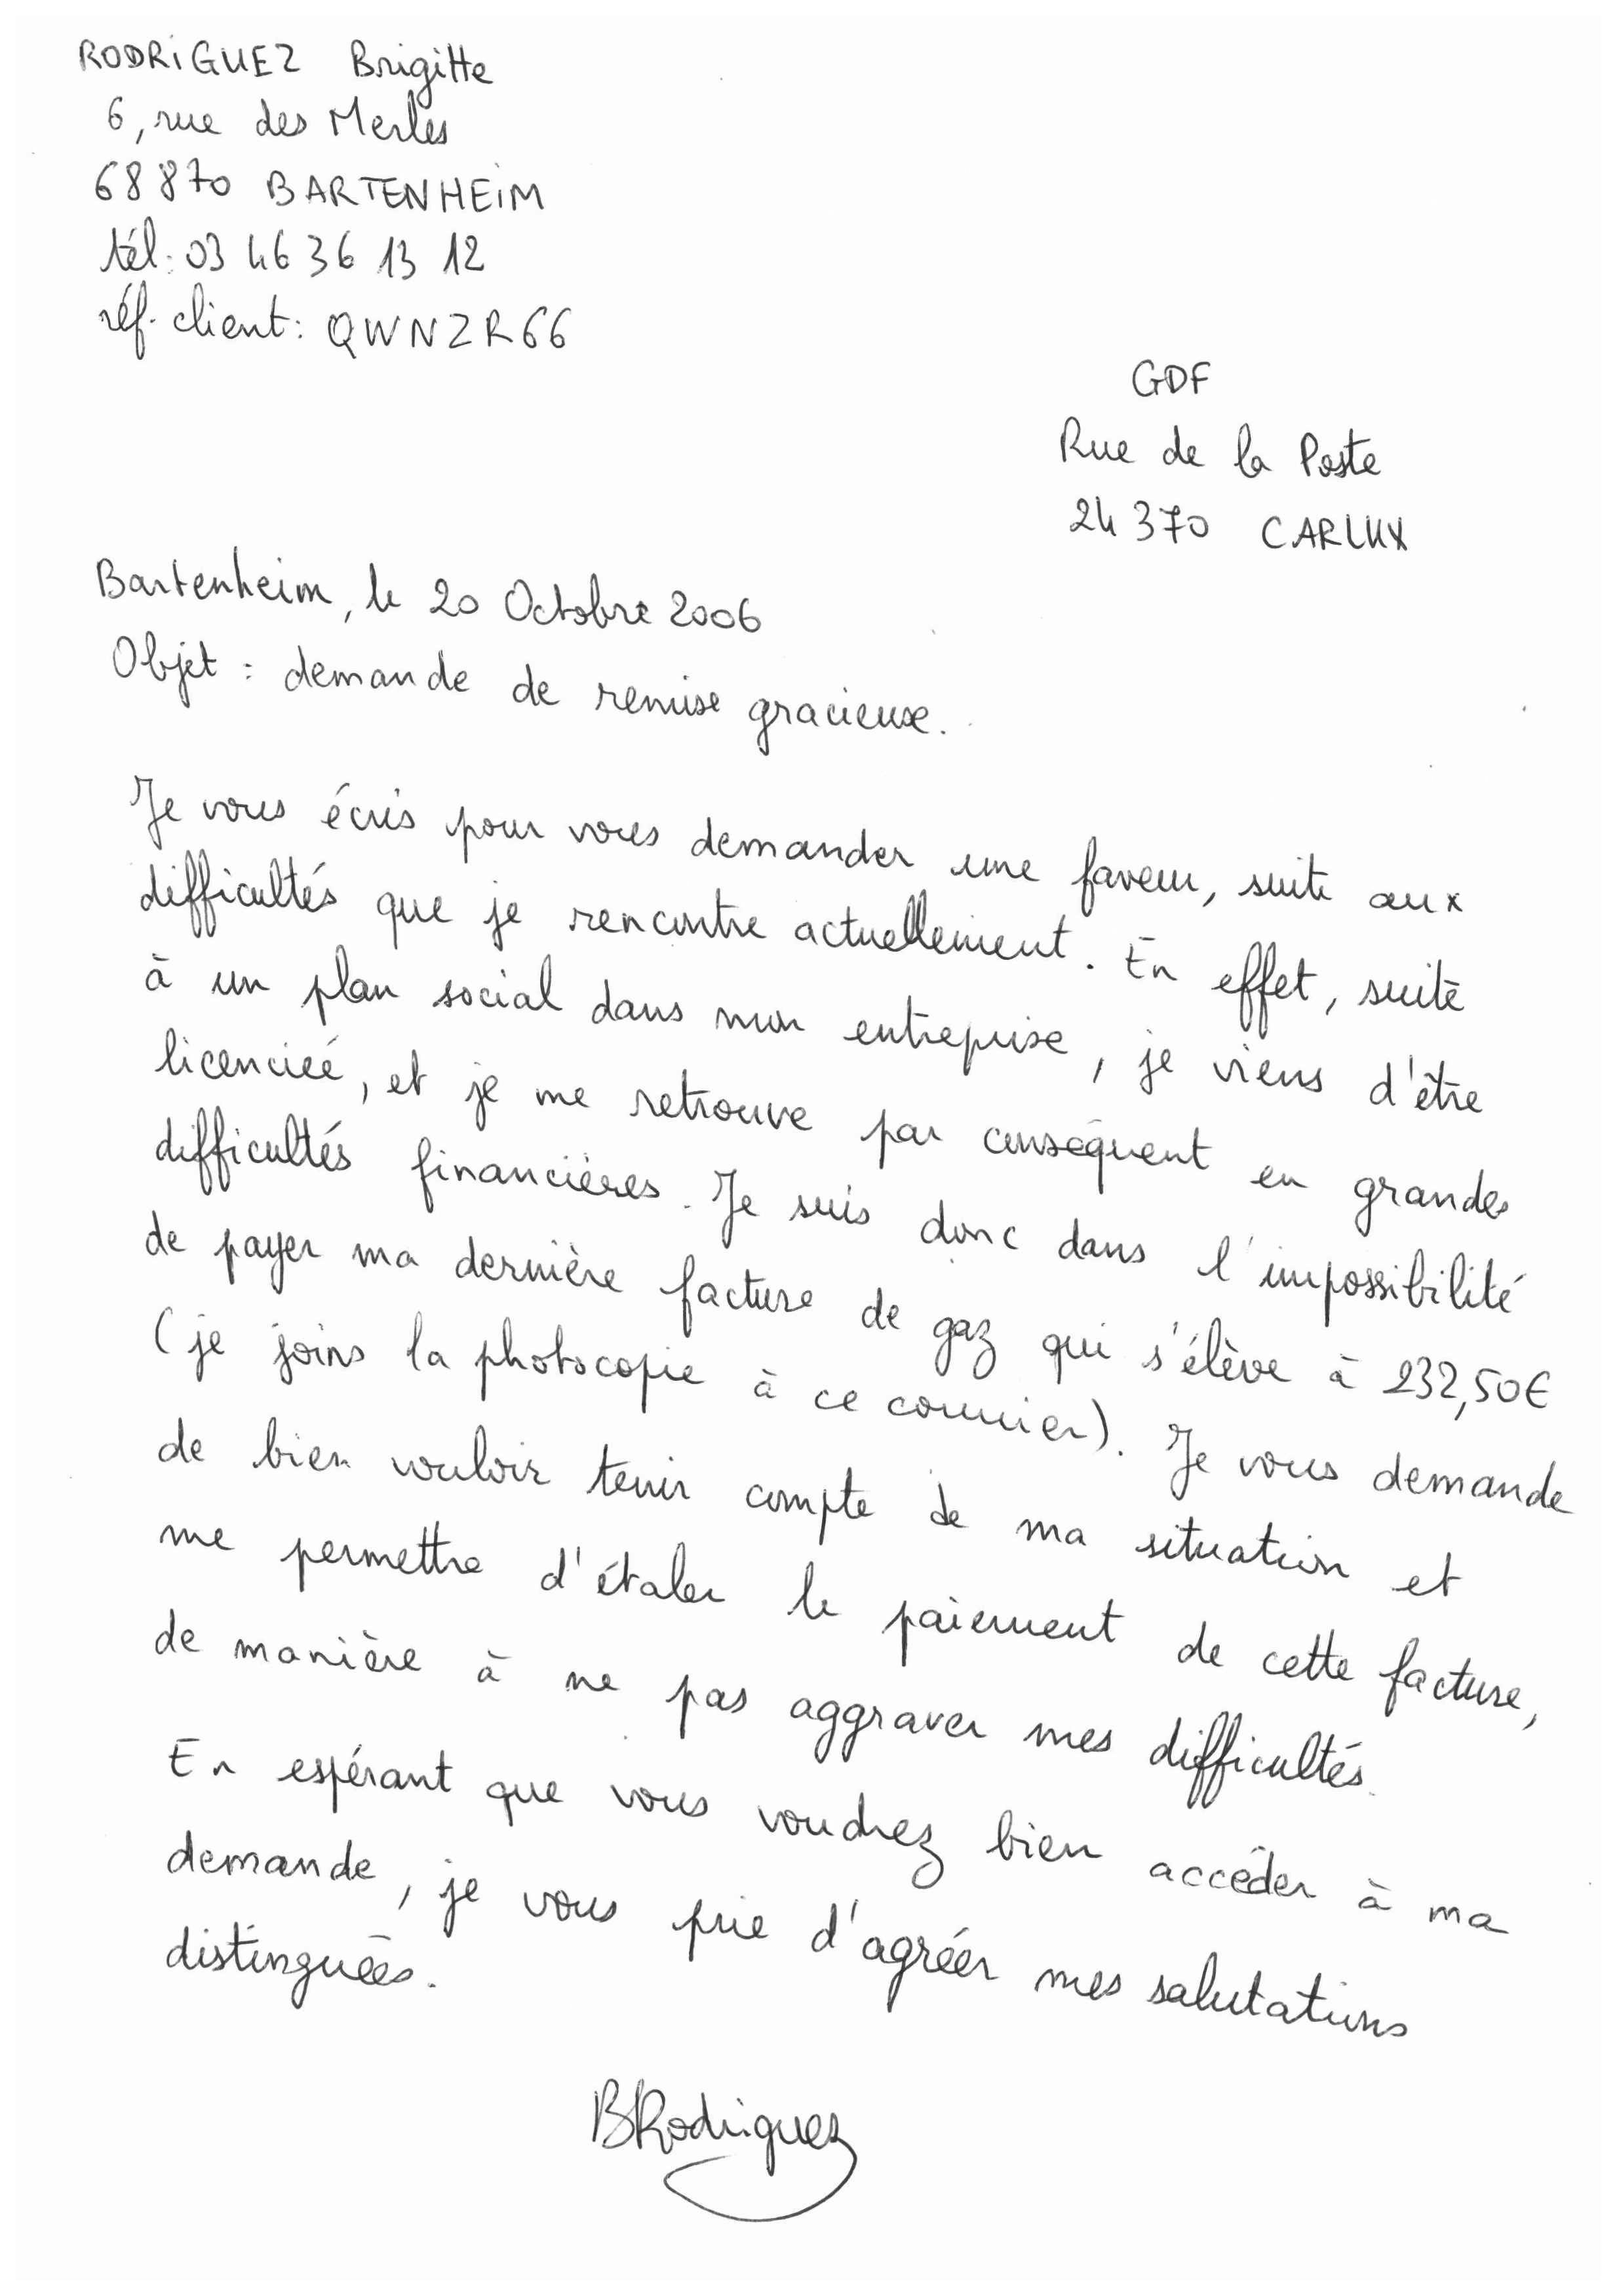 RODRIGUEZ Brigitte
6, rue des Merles
68870 BARTENHEIM
tél: 03 46 36 13 12
réf. client: QWNZR66
GDF
Rue de la Poste
24 370 CARLUX
Bartenheim, le 20 Octobre 2006
Objet : demande de remise gracieuse.
Je vous écris pour vous demander une faveur, suite aux
difficultés que je rencontre actuellement. En effet, suite
à un plan social dans mon entreprise, je viens d'être
licenciée, et je me retrouve par conséquent en grandes
difficultés financières. Je suis donc dans l'impossibilité
de payer ma dernière facture de gaz qui s'élève à 232,50€
(je joins la photocopie à ce courrier). Je vous demande
de bien vouloir tenir compte de ma situation et
me permettre d'étaler le paiement de cette facture,
de manière à ne pas aggraver mes difficultés.
En espérant que vous voudrez bien accéder à ma
demande, je vous prie d'agréer mes salutations
distinguées.
BRodriguez